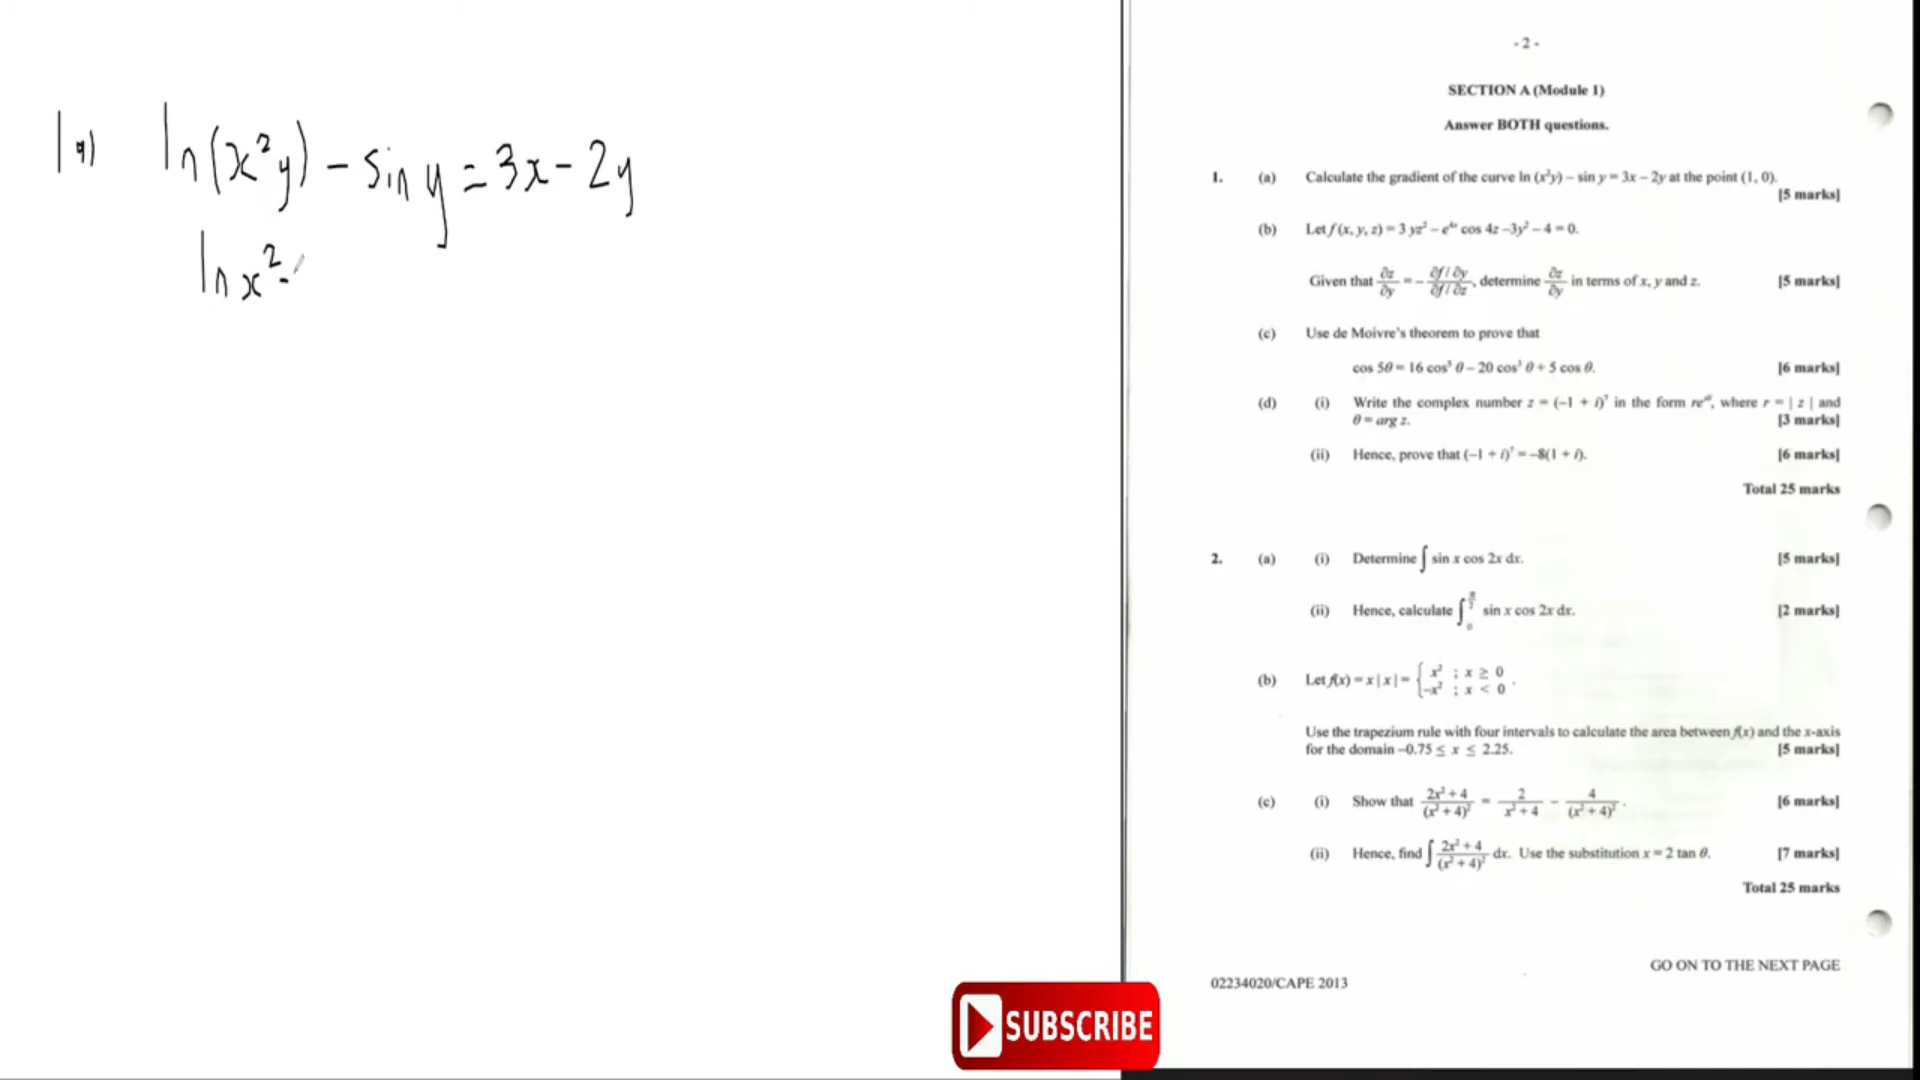 1a) ln(x²y) - sin y = 3x - 2y
ln x² -
- 2 -
SECTION A (Module 1)
Answer BOTH questions.
1. (a) Calculate the gradient of the curve ln (x²y) – sin y = 3x – 2y at the point (1, 0).
[5 marks]
(b) Let f (x, y, z) = 3 yz² – e⁴ˣ cos 4z –3y² – 4 = 0.
Given that ∂z/∂y = – (∂f / ∂y)/(∂f / ∂z), determine ∂z/∂y in terms of x, y and z. [5 marks]
(c) Use de Moivre's theorem to prove that
cos 5θ = 16 cos⁵ θ – 20 cos³ θ + 5 cos θ. [6 marks]
(d) (i) Write the complex number z = (–1 + i)⁷ in the form re^{iθ}, where r = | z | and
θ = arg z. [3 marks]
(ii) Hence, prove that (–1 + i)⁷ = –8(1 + i). [6 marks]
Total 25 marks
2. (a) (i) Determine ∫ sin x cos 2x dx. [5 marks]
(ii) Hence, calculate ∫₀^{π/2} sin x cos 2x dx. [2 marks]
(b) Let f(x) = x | x | = { x² ; x ≥ 0
–x² ; x < 0 .
Use the trapezium rule with four intervals to calculate the area between f(x) and the x-axis
for the domain –0.75 ≤ x ≤ 2.25. [5 marks]
(c) (i) Show that (2x² + 4)/(x² + 4)² = 2/(x² + 4) – 4/(x² + 4)² . [6 marks]
(ii) Hence, find ∫ (2x² + 4)/(x² + 4)² dx. Use the substitution x = 2 tan θ. [7 marks]
Total 25 marks
GO ON TO THE NEXT PAGE
02234020/CAPE 2013
SUBSCRIBE